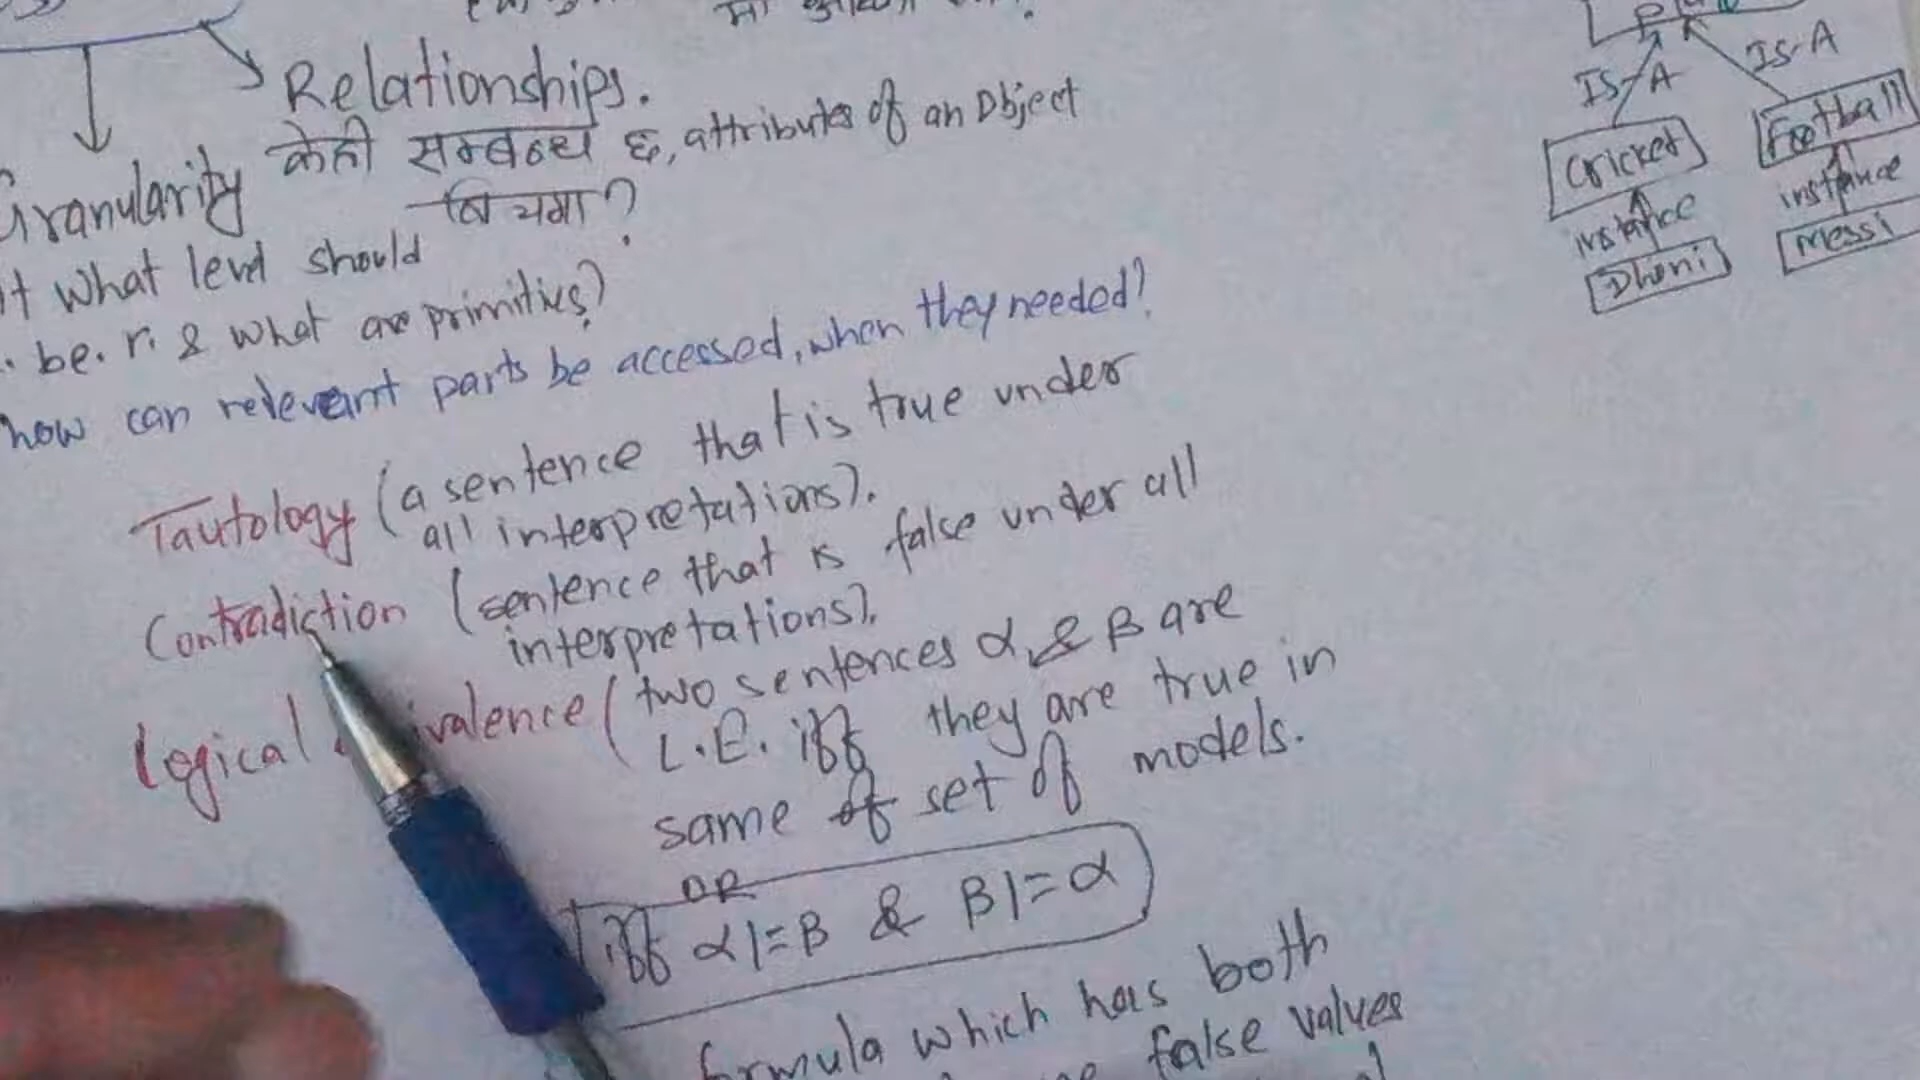 Relationships.
केही सम्बन्ध छ, attributes of an Object
Granularity
बिचमा?
It What level should
be. r. & what are primitives?
how can relevant parts be accessed, when they needed?
Tautology (a sentence that is true under
all interpretations).
Contradiction (sentence that is false under all
interpretations).
Logical ivalence (two sentences α & β are
L.E. iff they are true in
same of set of models.
OR
iff α|=β & β|=α
formula which has both
false values
IS-A
IS-A
Cricket
Football
instance
instance
Dhoni
Messi